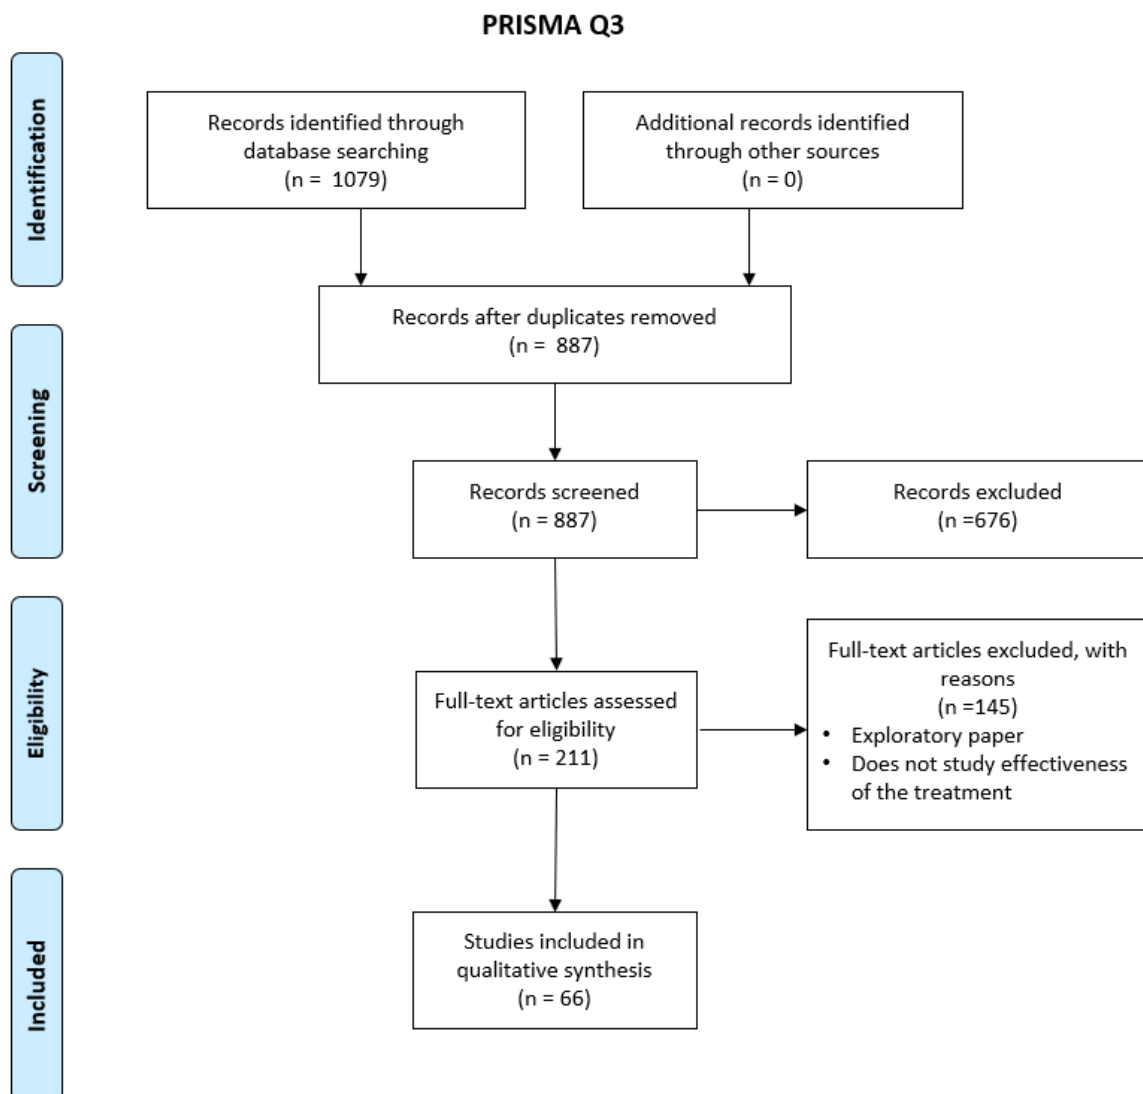 PRISMA Q3
Identification
Records identified through
database searching
(n =  1079)
Additional records identified
through other sources
(n = 0)
Records after duplicates removed
(n =  887)
Screening
Records screened
(n = 887)
Records excluded
(n =676)
Eligibility
Full-text articles assessed
for eligibility
(n = 211)
Full-text articles excluded, with
reasons
(n =145)
• Exploratory paper
• Does not study effectiveness
of the treatment
Included
Studies included in
qualitative synthesis
(n = 66)